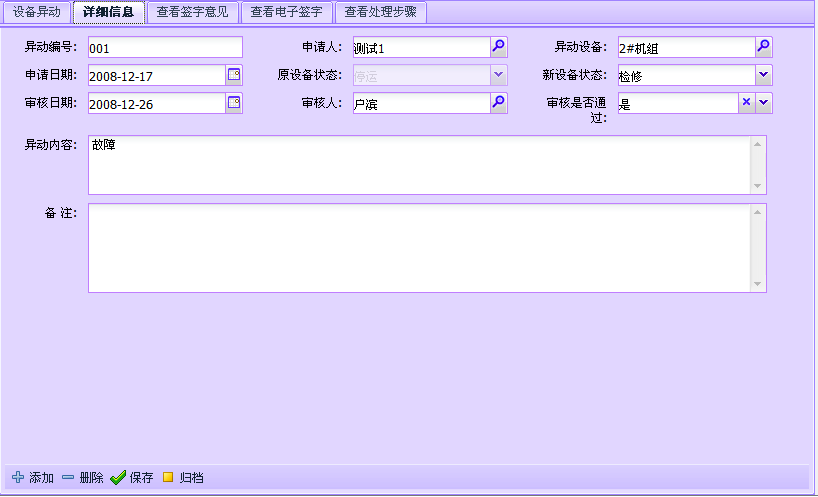 设备异动 详细信息 查看签字意见 查看电子签字 查看处理步骤
异动编号: 001 申请人: 测试1 异动设备: 2#机组
申请日期: 2008-12-17 原设备状态: 停运 新设备状态: 检修
审核日期: 2008-12-26 审核人: 户滨 审核是否通过: 是
异动内容: 故障
备 注:
添加 删除 保存 归档